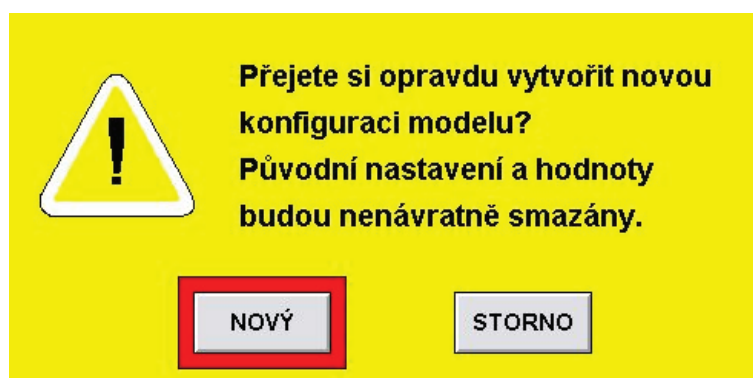 Přejete si opravdu vytvořit novou
konfiguraci modelu?
Původní nastavení a hodnoty
budou nenávratně smazány.
NOVÝ
STORNO